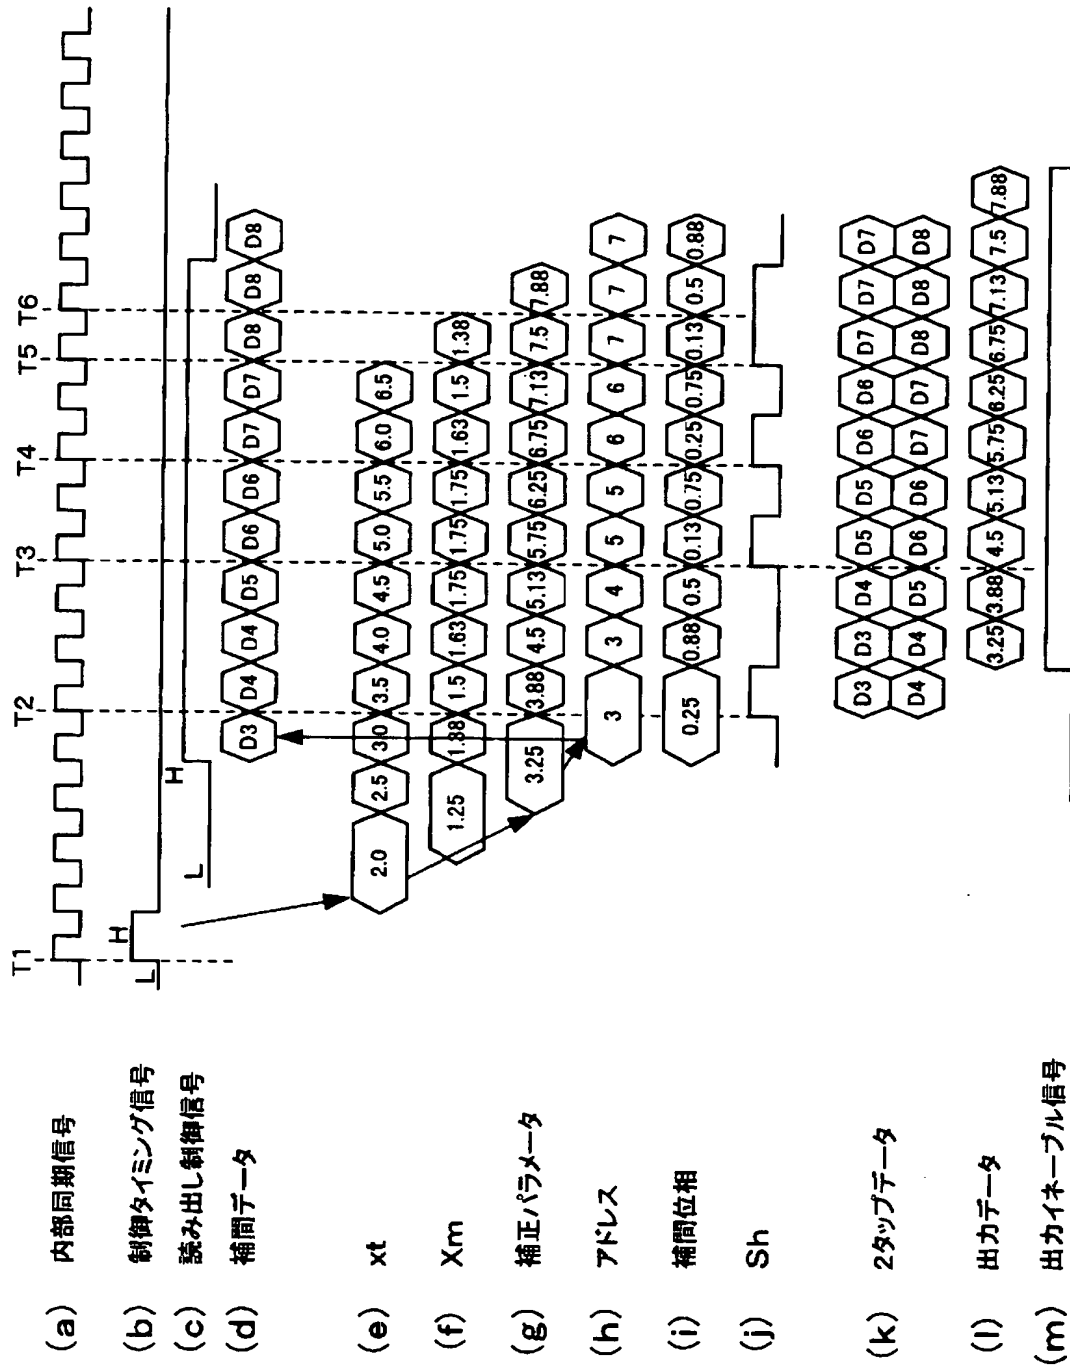 T1 T2 T3 T4 T5 T6
(a) 内部同期信号
(b) 制御タイミング信号 L H
(c) 読み出し制御信号 L H
(d) 補間データ D3 D4 D4 D5 D6 D6 D7 D7 D8 D8 D8
(e) xt 2.0 2.5 3.0 3.5 4.0 4.5 5.0 5.5 6.0 6.5
(f) Xm 1.25 1.38 1.5 1.63 1.75 1.75 1.75 1.63 1.5 1.38
(g) 補正パラメータ 3.25 3.88 4.5 5.13 5.75 6.25 6.75 7.13 7.5 7.88
(h) アドレス 3 3 4 5 5 6 6 7 7 7
(i) 補間位相 0.25 0.88 0.5 0.13 0.75 0.25 0.75 0.13 0.5 0.88
(j) Sh
(k) 2タップデータ D3 D3 D4 D5 D5 D6 D6 D7 D7 D7
D4 D4 D5 D6 D6 D7 D7 D8 D8 D8
(l) 出力データ 3.25 3.88 4.5 5.13 5.75 6.25 6.75 7.13 7.5 7.88
(m) 出力イネーブル信号